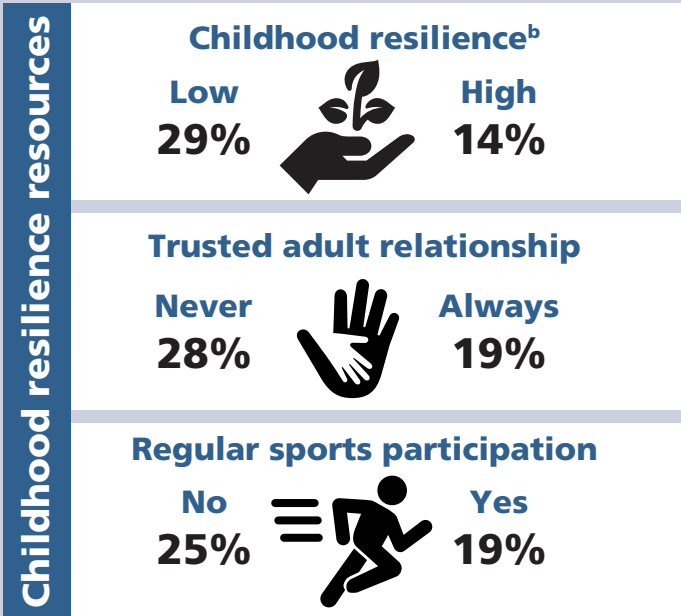 Childhood resilience resources
Childhood resilienceᵇ
Low High
29% 14%
Trusted adult relationship
Never Always
28% 19%
Regular sports participation
No Yes
25% 19%